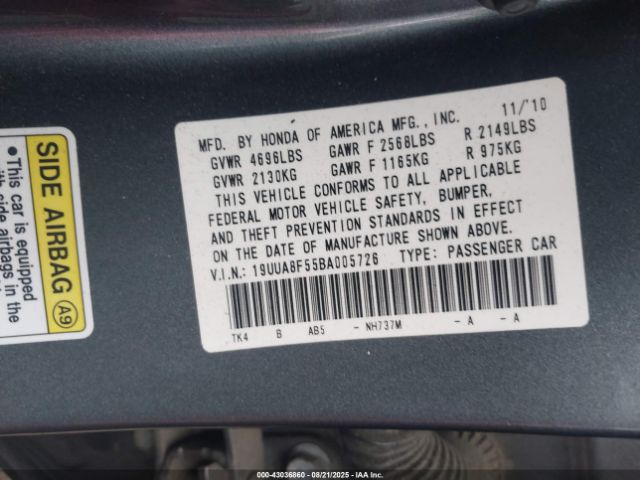 MFD. BY HONDA OF AMERICA MFG., INC. 11/'10
GVWR 4696LBS GAWR F 2568LBS R 2149LBS
GVWR 2130KG GAWR F 1165KG R 975KG
THIS VEHICLE CONFORMS TO ALL APPLICABLE
FEDERAL MOTOR VEHICLE SAFETY, BUMPER,
AND THEFT PREVENTION STANDARDS IN EFFECT
ON THE DATE OF MANUFACTURE SHOWN ABOVE.
V.I.N.: 19UUA8F55BA005726 TYPE: PASSENGER CAR
TK4 B AB5 - NH737M - A - A
SIDE AIRBAG A9
• This car is equipped
with side airbags in the
000-43036860 - 08/21/2025 - IAA Inc.